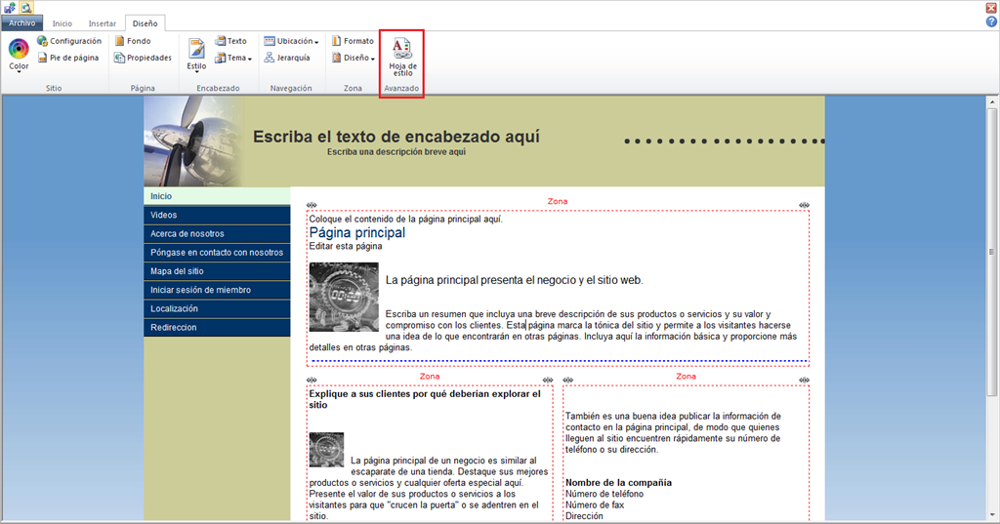 Archivo Inicio Insertar Diseño
Color
Configuración
Pie de página
Sitio
Fondo
Propiedades
Página
Estilo
Texto
Tema
Encabezado
Ubicación
Jerarquía
Navegación
Formato
Diseño
Zona
Hoja de
estilo
Avanzado
Escriba el texto de encabezado aquí
Escriba una descripción breve aquí
Inicio
Videos
Acerca de nosotros
Póngase en contacto con nosotros
Mapa del sitio
Iniciar sesión de miembro
Localización
Redireccion
Zona
Coloque el contenido de la página principal aquí.
Página principal
Editar esta página
La página principal presenta el negocio y el sitio web.
Escriba un resumen que incluya una breve descripción de sus productos o servicios y su valor y
compromiso con los clientes. Esta página marca la tónica del sitio y permite a los visitantes hacerse
una idea de lo que encontrarán en otras páginas. Incluya aquí la información básica y proporcione más
detalles en otras páginas.
Zona
Explique a sus clientes por qué deberían explorar el
sitio
La página principal de un negocio es similar al
escaparate de una tienda. Destaque sus mejores
productos o servicios y cualquier oferta especial aquí.
Presente el valor de sus productos o servicios a los
visitantes para que "crucen la puerta" o se adentren en el
sitio.
Zona
También es una buena idea publicar la información de
contacto en la página principal, de modo que quienes
lleguen al sitio encuentren rápidamente su número de
teléfono o su dirección.
Nombre de la compañía
Número de teléfono
Número de fax
Dirección